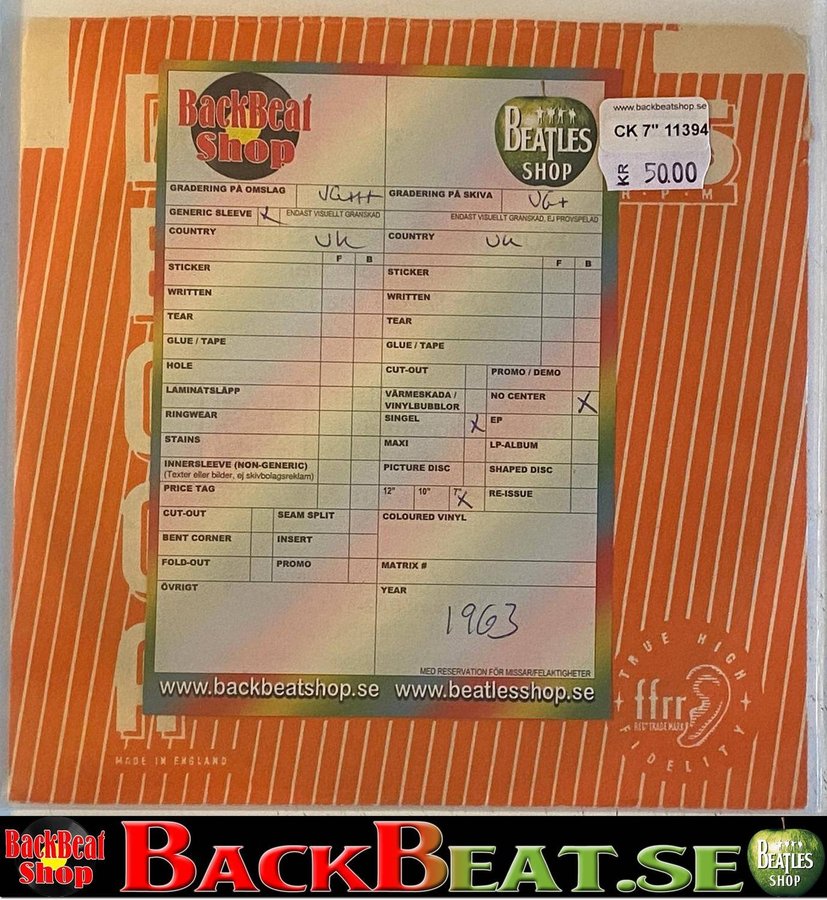 BackBeat
Shop
BEATLES
SHOP
www.backbeatshop.se
CK 7" 11394
KR 50.00
RPM
GRADERING PÅ OMSLAG VG+++
GRADERING PÅ SKIVA VG+
GENERIC SLEEVE X ENDAST VISUELLT GRANSKAD
ENDAST VISUELLT GRANSKAD, EJ PROVSPELAD
COUNTRY UK
COUNTRY UK
F B
F B
STICKER
STICKER
WRITTEN
WRITTEN
TEAR
TEAR
GLUE / TAPE
GLUE / TAPE
HOLE
CUT-OUT
PROMO / DEMO
LAMINATSLÄPP
VÄRMESKADA /
VINYLBUBBLOR
NO CENTER X
RINGWEAR
SINGEL X
EP
STAINS
MAXI
LP-ALBUM
INNERSLEEVE (NON-GENERIC)
(Texter eller bilder, ej skivbolagsreklam)
PICTURE DISC
SHAPED DISC
PRICE TAG
12" 10" 7" X
RE-ISSUE
CUT-OUT
SEAM SPLIT
COLOURED VINYL
BENT CORNER
INSERT
FOLD-OUT
PROMO
MATRIX #
ÖVRIGT
YEAR
1963
MED RESERVATION FÖR MISSAR/FELAKTIGHETER
www.backbeatshop.se www.beatlesshop.se
TRUE HIGH
ffrr
REG^D TRADE MARK
FIDELITY
MADE IN ENGLAND
BackBeat
Shop
BACKBEAT.SE
BEATLES
SHOP